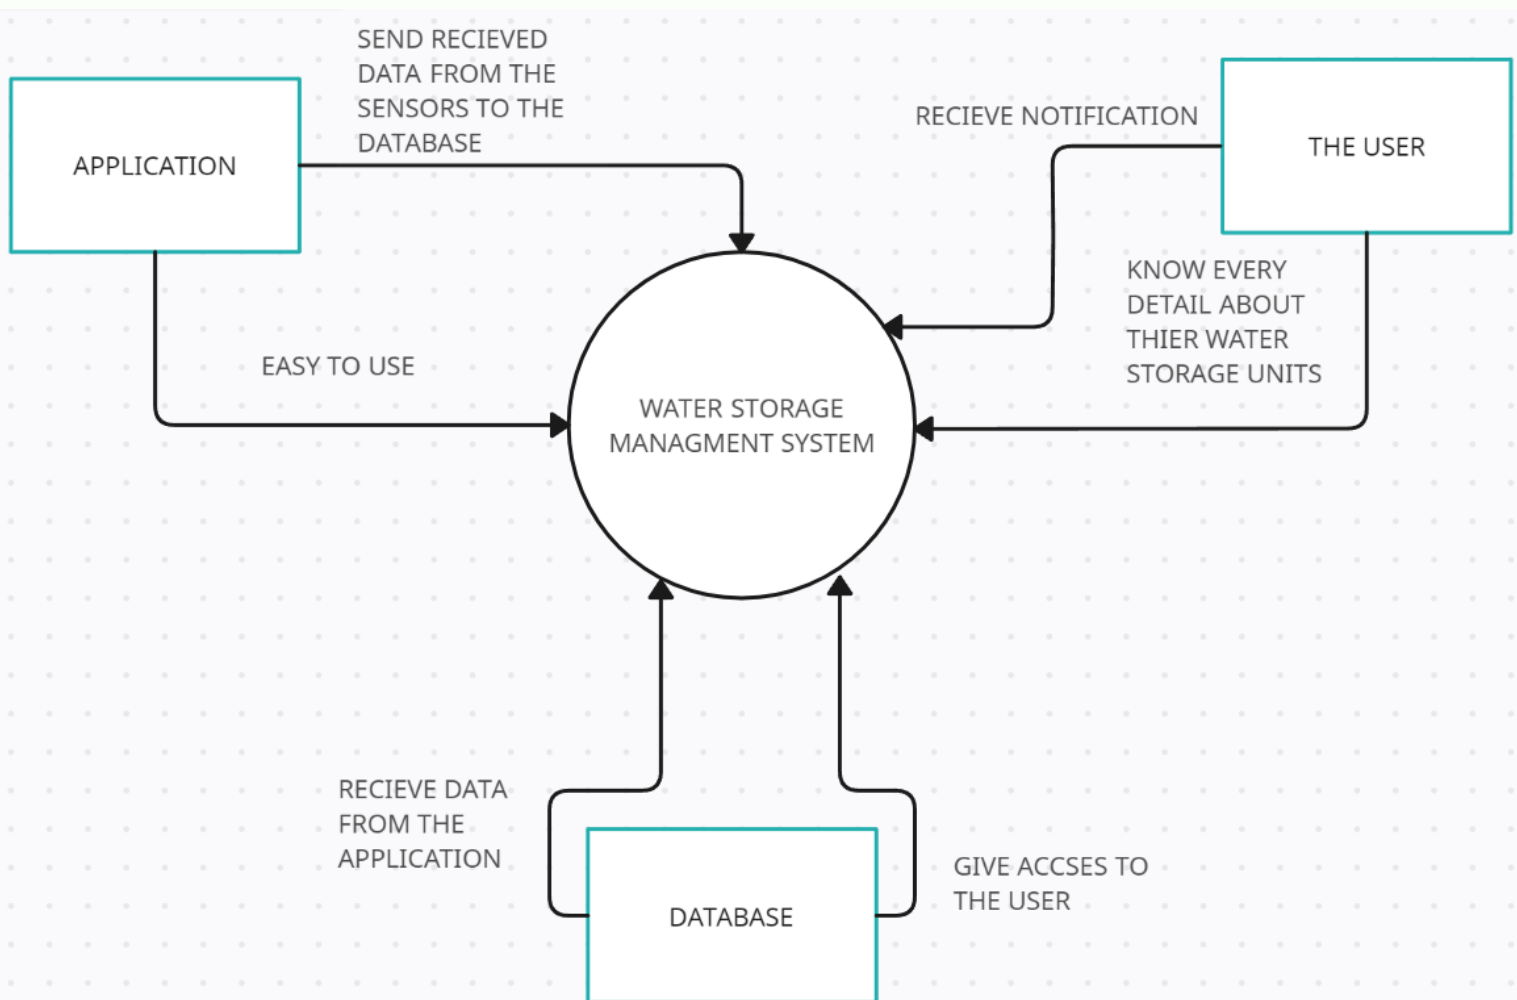 SEND RECIEVED
DATA FROM THE
SENSORS TO THE
DATABASE
APPLICATION
RECIEVE NOTIFICATION
THE USER
KNOW EVERY
DETAIL ABOUT
THIER WATER
STORAGE UNITS
EASY TO USE
WATER STORAGE
MANAGMENT SYSTEM
RECIEVE DATA
FROM THE
APPLICATION
DATABASE
GIVE ACCSES TO
THE USER